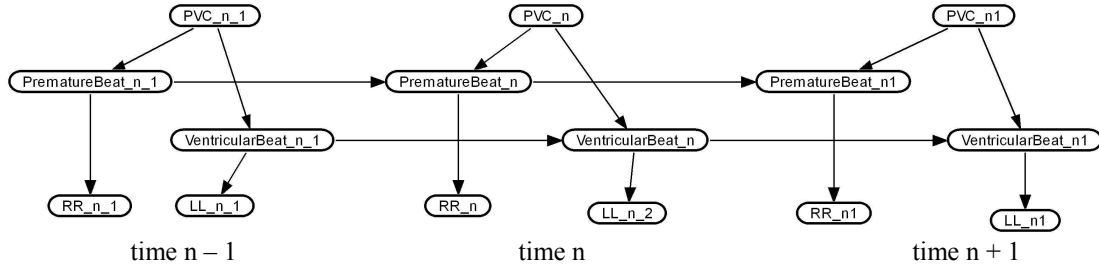 PVC_n_1
PVC_n
PVC_n1
PrematureBeat_n_1
PrematureBeat_n
PrematureBeat_n1
VentricularBeat_n_1
VentricularBeat_n
VentricularBeat_n1
RR_n_1
LL_n_1
RR_n
LL_n_2
RR_n1
LL_n1
time n – 1
time n
time n + 1